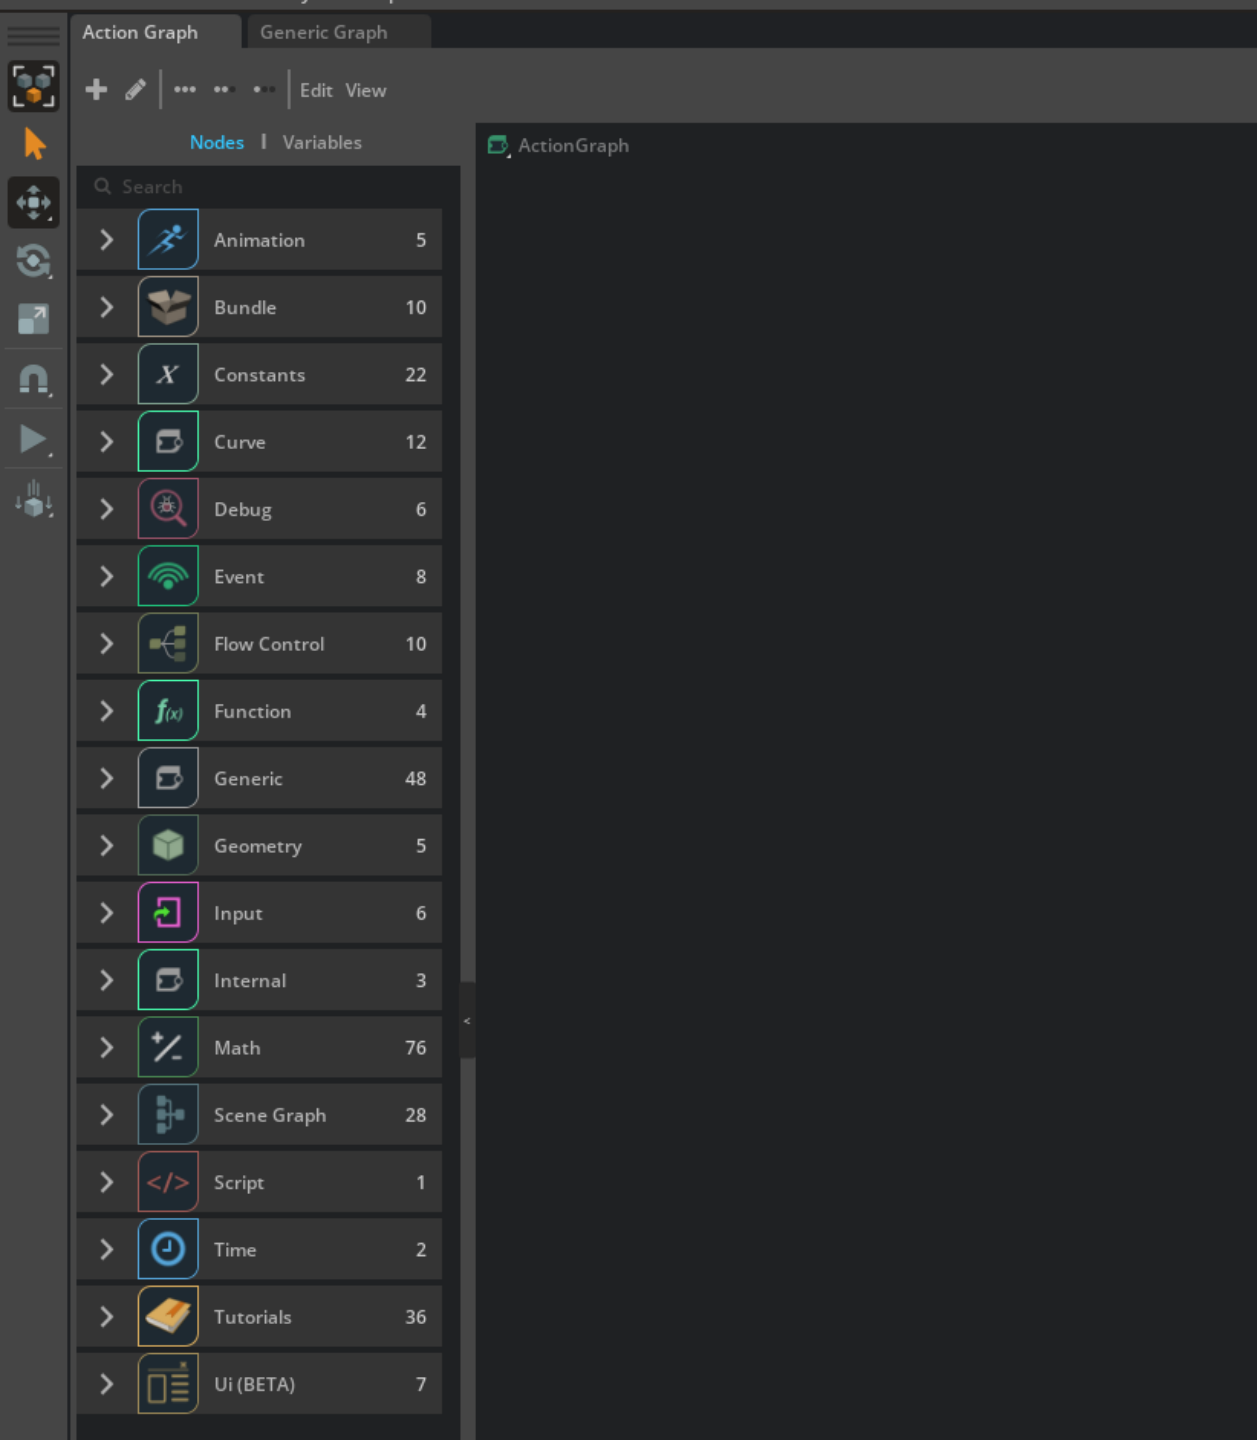 Action Graph Generic Graph
Edit View
Nodes | Variables
ActionGraph
Search
Animation 5
Bundle 10
X Constants 22
Curve 12
Debug 6
Event 8
Flow Control 10
f(x) Function 4
Generic 48
Geometry 5
Input 6
Internal 3
Math 76
Scene Graph 28
</> Script 1
Time 2
Tutorials 36
Ui (BETA) 7
<